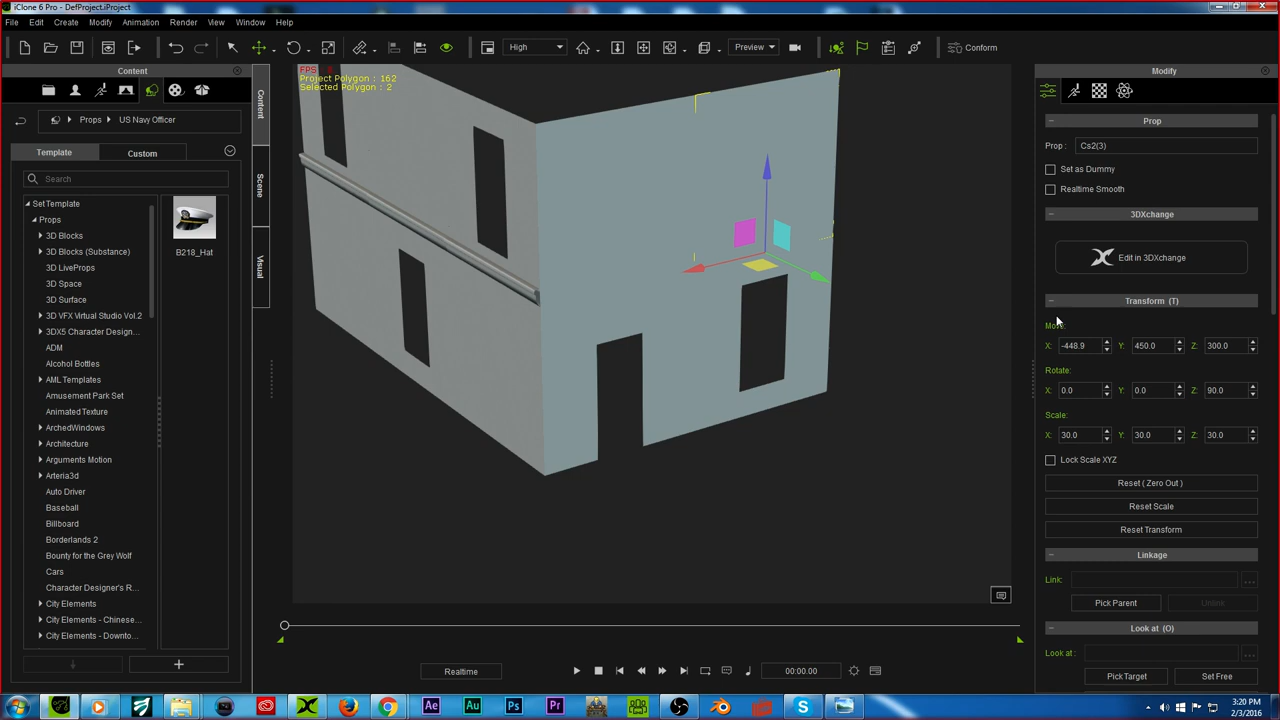 iClone 6 Pro - DefProject.iProject
File Edit Create Modify Animation Render View Window Help
High
Preview
Conform
Content
Props US Navy Officer
Template Custom
Search
SetTemplate
Props
3D Blocks
3D Blocks (Substance)
3D LiveProps
3D Space
3D Surface
3D VFX Virtual Studio Vol.2
3DX5 Character Design...
ADM
Alcohol Bottles
AML Templates
Amusement Park Set
Animated Texture
ArchedWindows
Architecture
Arguments Motion
Arteria3d
Auto Driver
Baseball
Billboard
Borderlands 2
Bounty for the Grey Wolf
Cars
Character Designer's R...
City Elements
City Elements - Chinese...
City Elements - Downto...
B218_Hat
Content
Scene
Visual
FPS
Project Polygon : 162
Selected Polygon : 2
Realtime
00:00.00
Modify
Prop
Prop : Cs2(3)
Set as Dummy
Realtime Smooth
3DXchange
Edit in 3DXchange
Transform (T)
Move:
X: -448.9 Y: 450.0 Z: 300.0
Rotate:
X: 0.0 Y: 0.0 Z: 90.0
Scale:
X: 30.0 Y: 30.0 Z: 30.0
Lock Scale XYZ
Reset ( Zero Out )
Reset Scale
Reset Transform
Linkage
Link:
Pick Parent Unlink
Look at (O)
Look at :
Pick Target Set Free
Ae Au Ps Pr
3:20 PM
2/3/2016